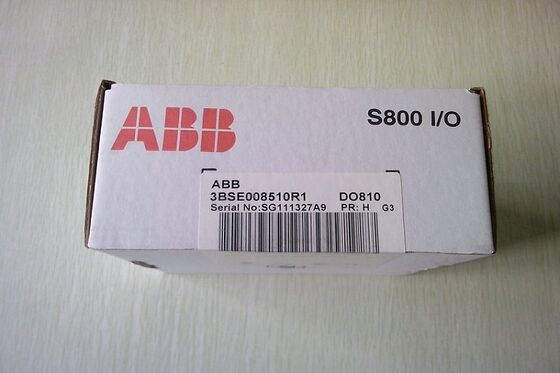 ABB
S800 I/O
ABB
3BSE008510R1 DO810
Serial No:SG111327A9 PR: H G3